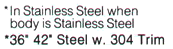 *In Stainless Steel when
body is Stainless Steel
*36" 42" Steel w. 304 Trim